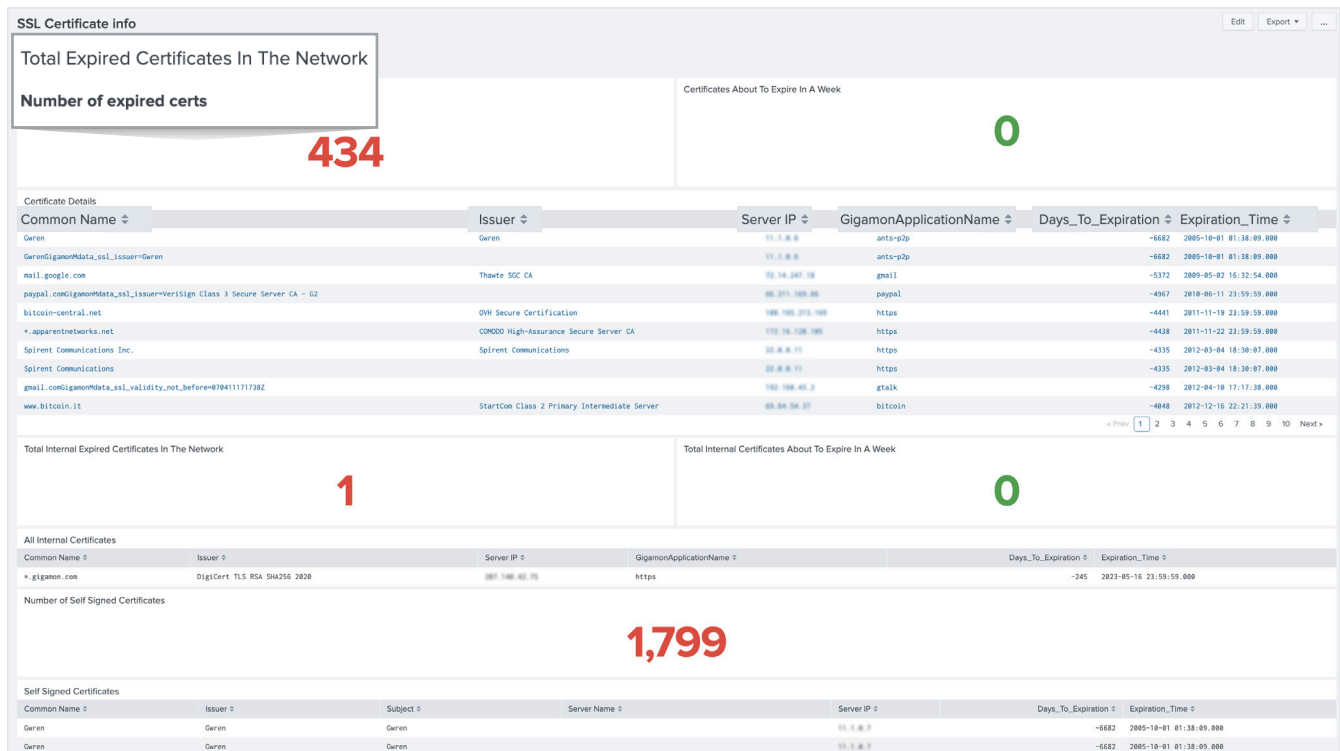 SSL Certificate info
Edit Export ▾ ...
Total Expired Certificates In The Network
Number of expired certs
434
Certificates About To Expire In A Week
0
Certificate Details
Common Name Issuer Server IP GigamonApplicationName Days_To_Expiration Expiration_Time
Gwren Gwren ants-p2p -6682 2005-10-01 01:38:09.000
GwrenGigamonMdata_ssl_issuer=Gwren ants-p2p -6682 2005-10-01 01:38:09.000
mail.google.com Thawte SGC CA gmail -5372 2009-05-02 16:32:54.000
paypal.comGigamonMdata_ssl_issuer=VeriSign Class 3 Secure Server CA - G2 paypal -4967 2010-06-11 23:59:59.000
bitcoin-central.net OVH Secure Certification https -4441 2011-11-19 23:59:59.000
*.apparentnetworks.net COMODO High-Assurance Secure Server CA https -4438 2011-11-22 23:59:59.000
Spirent Communications Inc. Spirent Communications https -4335 2012-03-04 18:30:07.000
Spirent Communications https -4335 2012-03-04 18:30:07.000
gmail.comGigamonMdata_ssl_validity_not_before=070411171738Z gtalk -4298 2012-04-10 17:17:38.000
www.bitcoin.it StartCom Class 2 Primary Intermediate Server bitcoin -4048 2012-12-16 22:21:39.000
« Prev 1 2 3 4 5 6 7 8 9 10 Next »
Total Internal Expired Certificates In The Network
1
Total Internal Certificates About To Expire In A Week
0
All Internal Certificates
Common Name Issuer Server IP GigamonApplicationName Days_To_Expiration Expiration_Time
*.gigamon.com DigiCert TLS RSA SHA256 2020 https -245 2023-05-16 23:59:59.000
Number of Self Signed Certificates
1,799
Self Signed Certificates
Common Name Issuer Subject Server Name Server IP Days_To_Expiration Expiration_Time
Gwren Gwren Gwren -6682 2005-10-01 01:38:09.000
Gwren Gwren Gwren -6682 2005-10-01 01:38:09.000